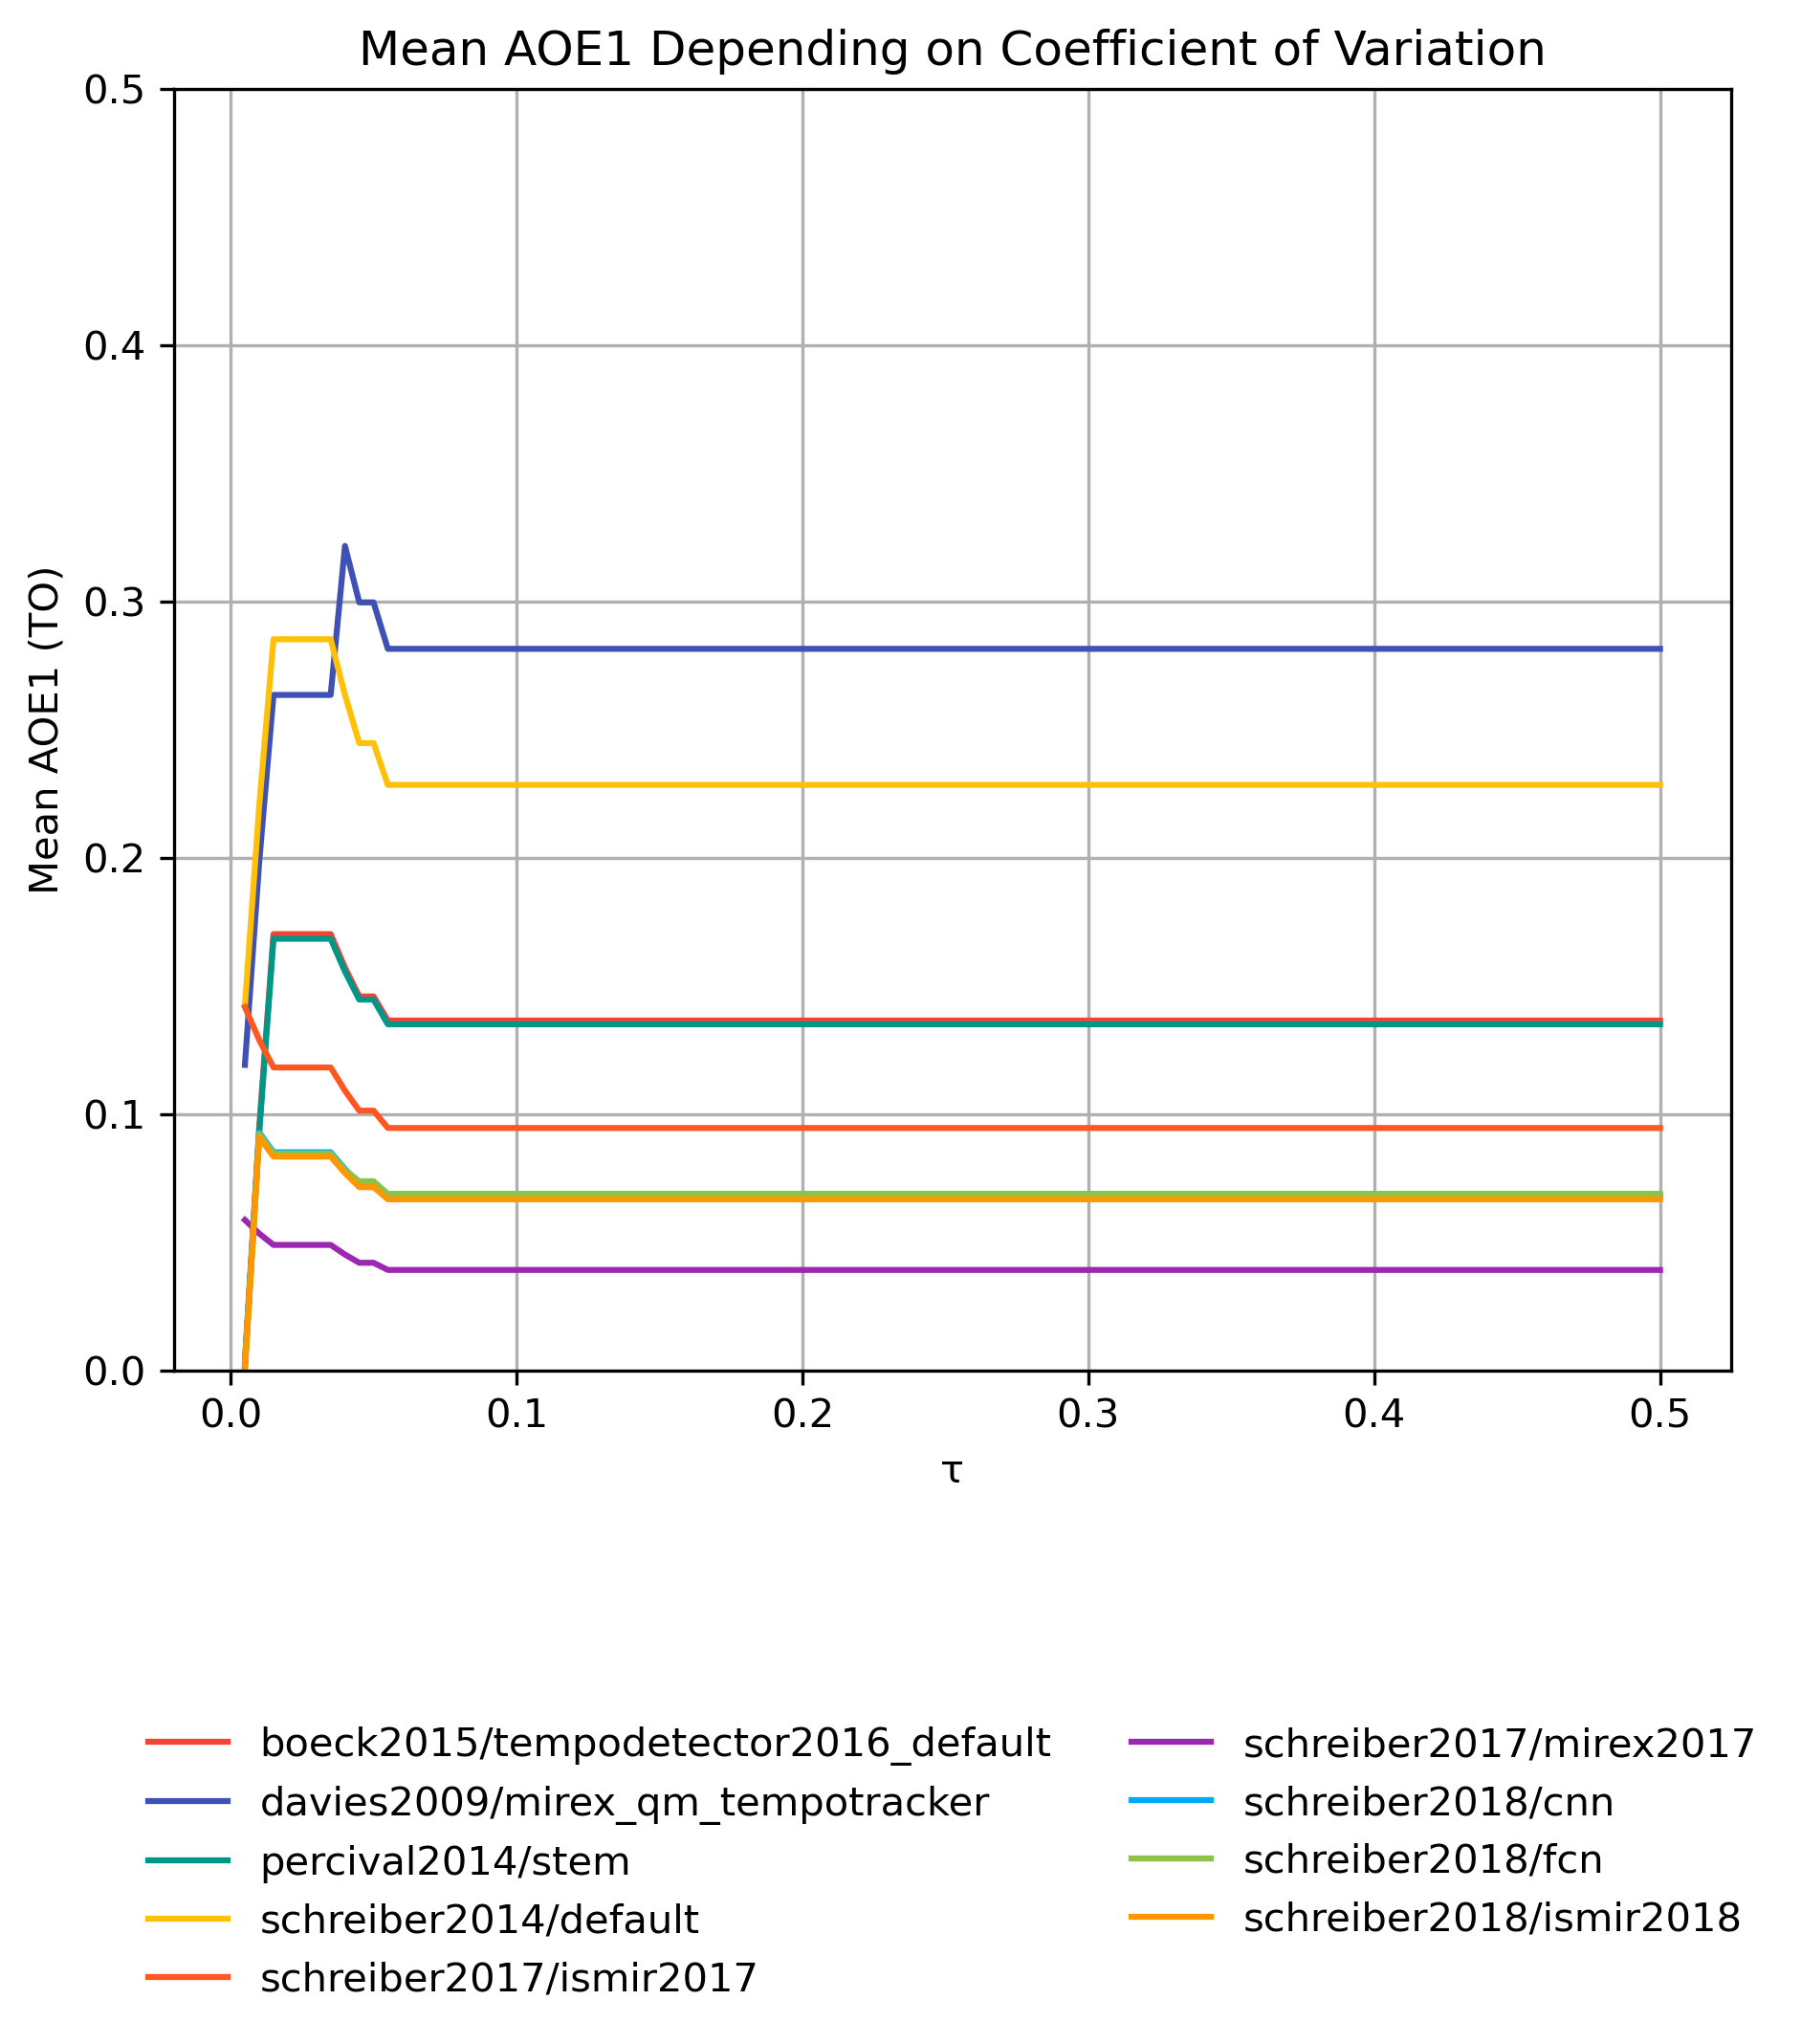 Mean AOE1 Depending on Coefficient of Variation
0.5
0.4
0.3
0.2
0.1
0.0
Mean AOE1 (TO)
0.0 0.1 0.2 0.3 0.4 0.5
τ
boeck2015/tempodetector2016_default
davies2009/mirex_qm_tempotracker
percival2014/stem
schreiber2014/default
schreiber2017/ismir2017
schreiber2017/mirex2017
schreiber2018/cnn
schreiber2018/fcn
schreiber2018/ismir2018